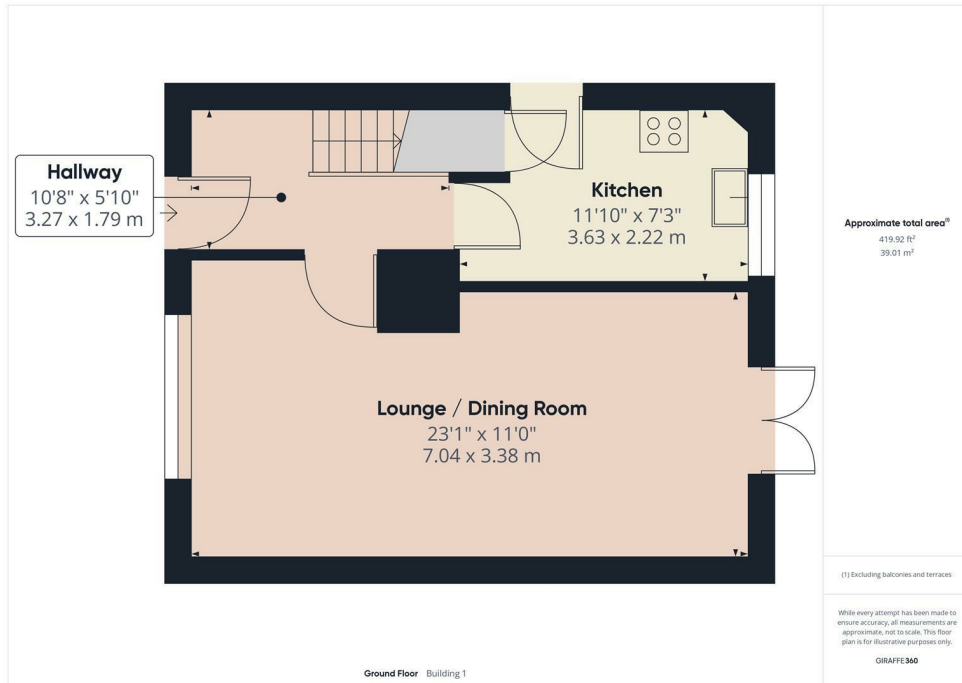 Hallway
10'8" x 5'10"
3.27 x 1.79 m
Kitchen
11'10" x 7'3"
3.63 x 2.22 m
Lounge / Dining Room
23'1" x 11'0"
7.04 x 3.38 m
Ground Floor Building 1
Approximate total area⁽¹⁾
419.92 ft²
39.01 m²
(1) Excluding balconies and terraces
While every attempt has been made to
ensure accuracy, all measurements are
approximate, not to scale. This floor
plan is for illustrative purposes only.
GIRAFFE360